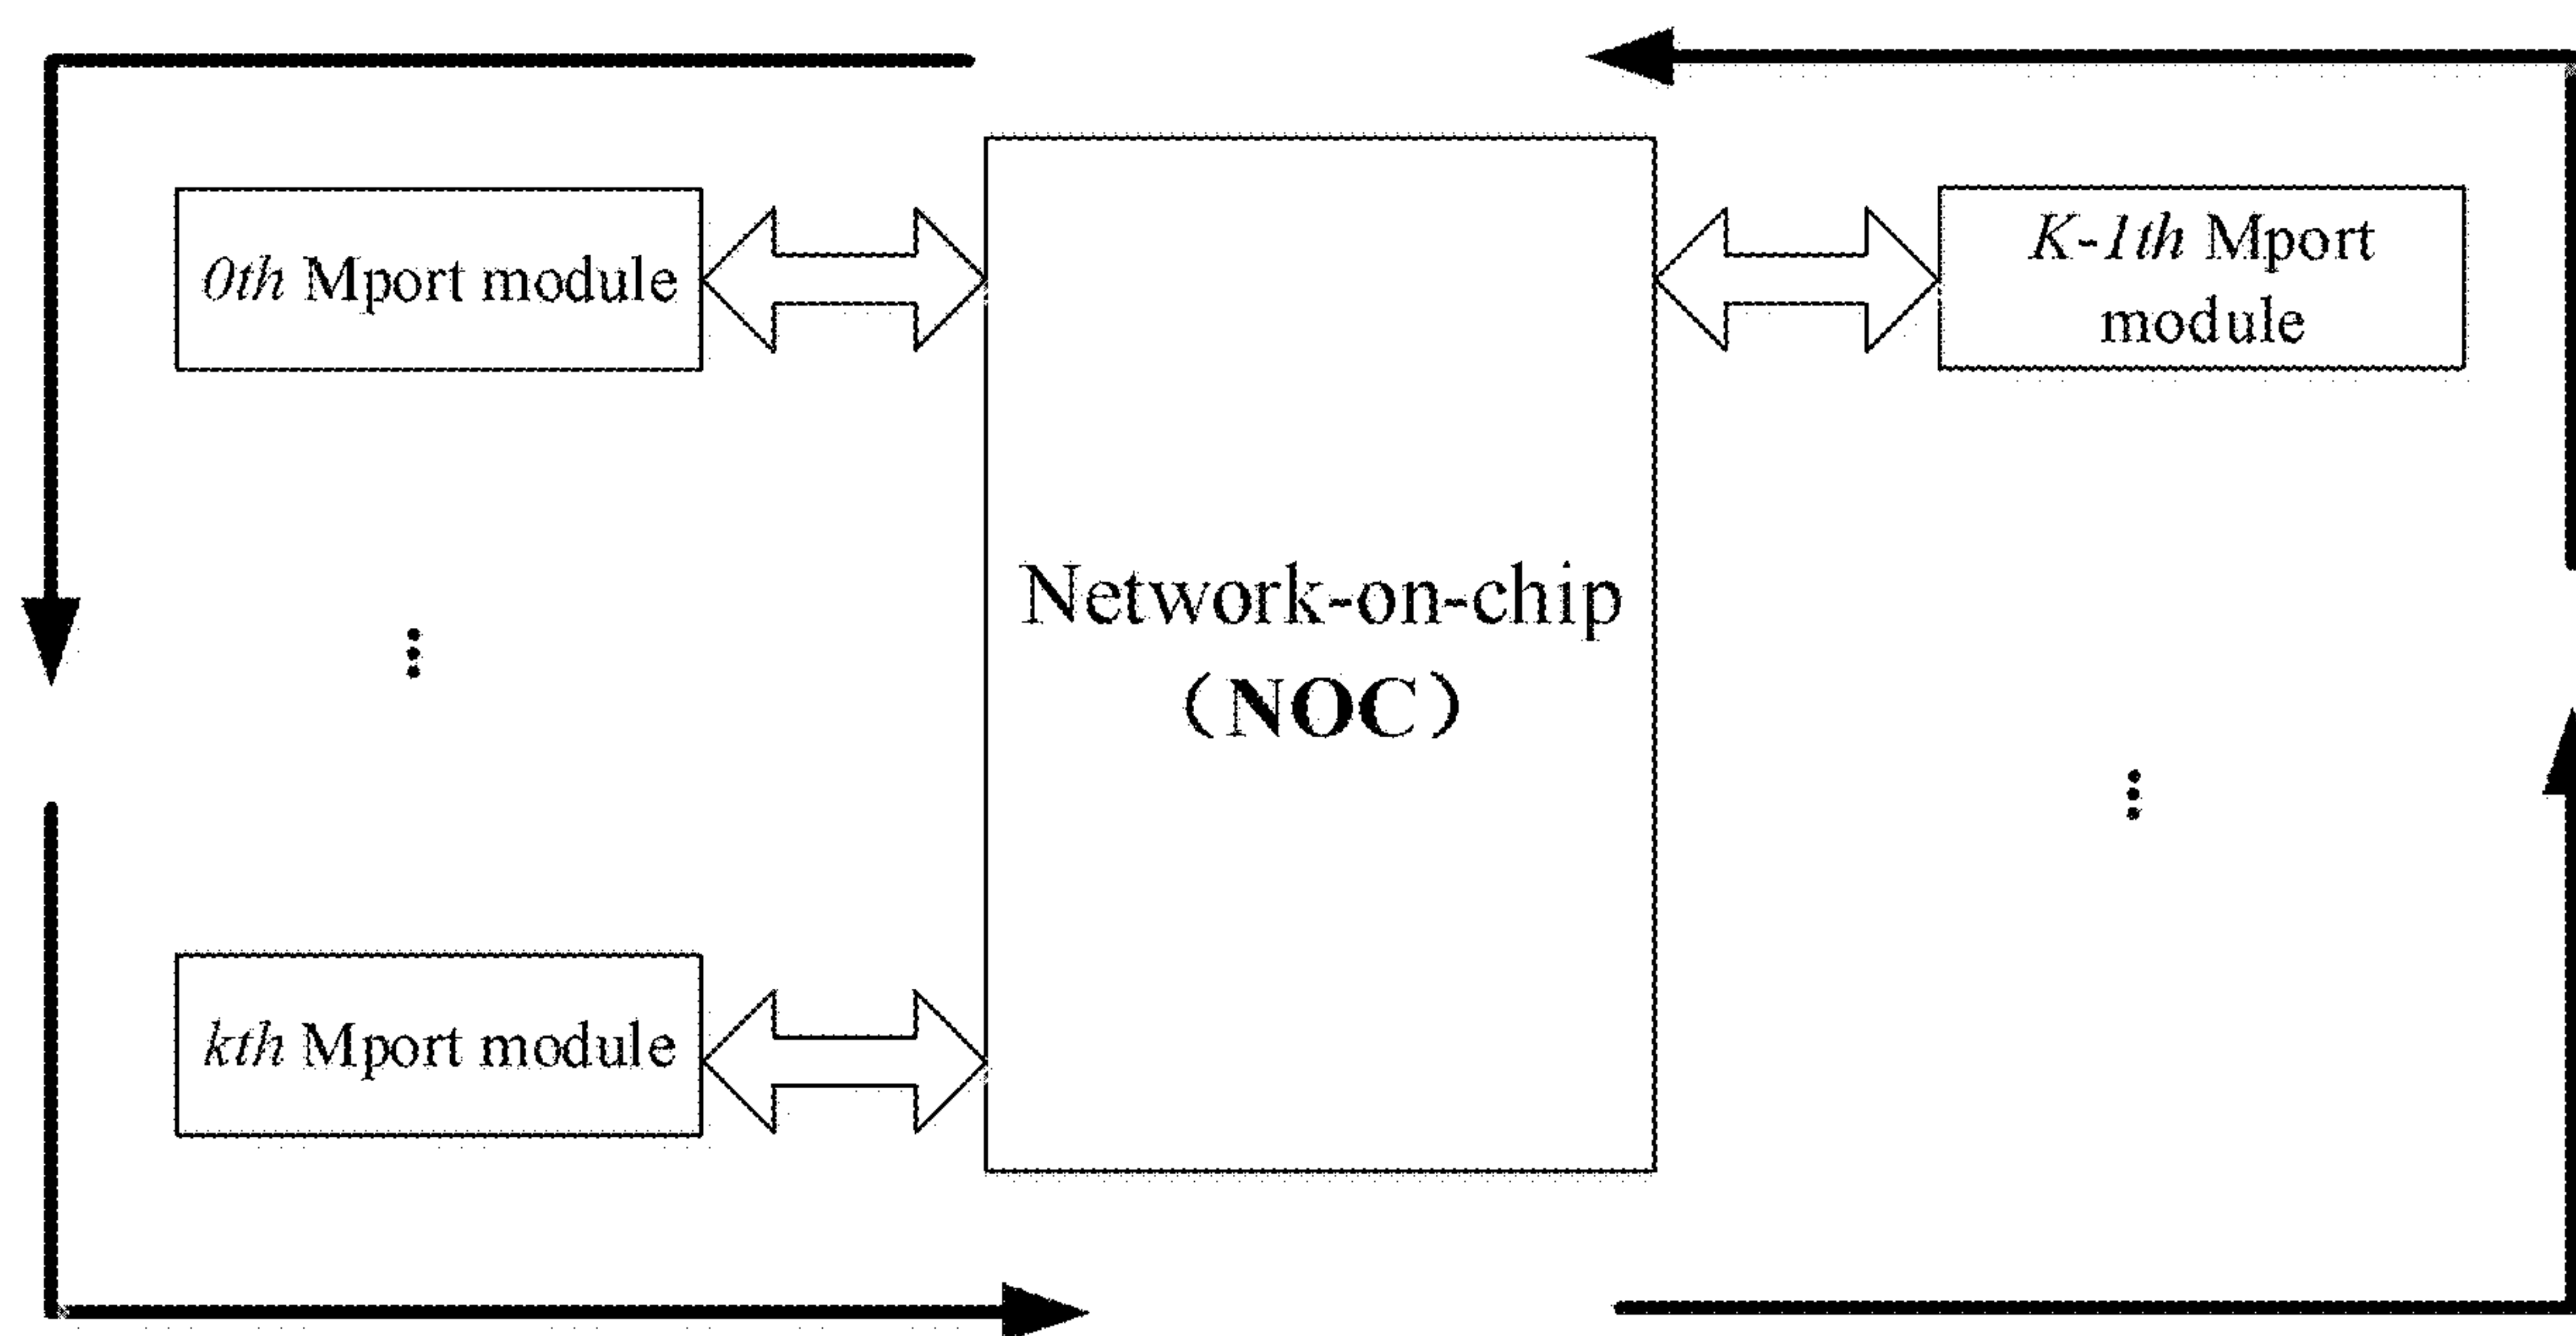 0th Mport module
K-1th Mport
module
Network-on-chip
（NOC）
kth Mport module